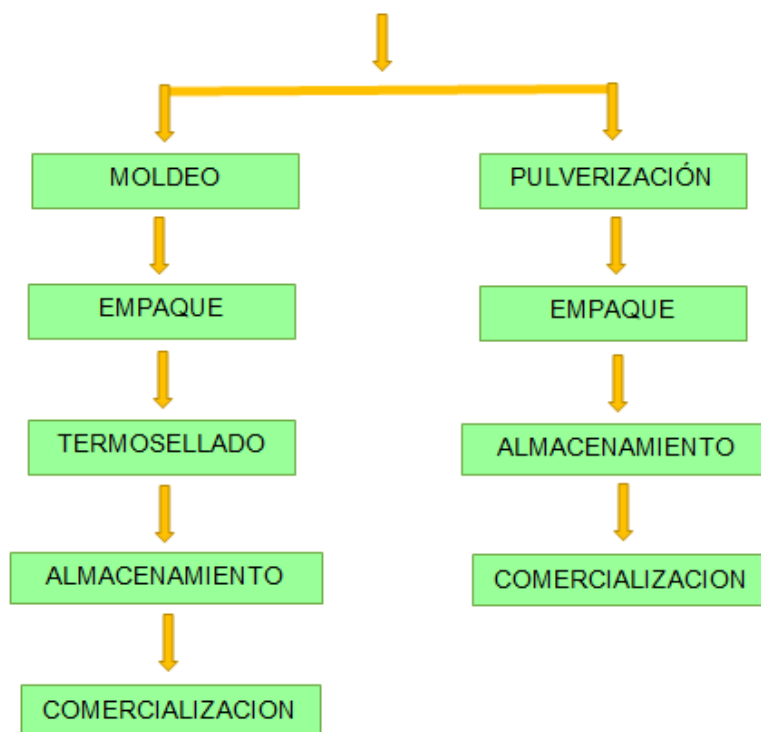 MOLDEO
PULVERIZACIÓN
EMPAQUE
EMPAQUE
TERMOSELLADO
ALMACENAMIENTO
ALMACENAMIENTO
COMERCIALIZACION
COMERCIALIZACION